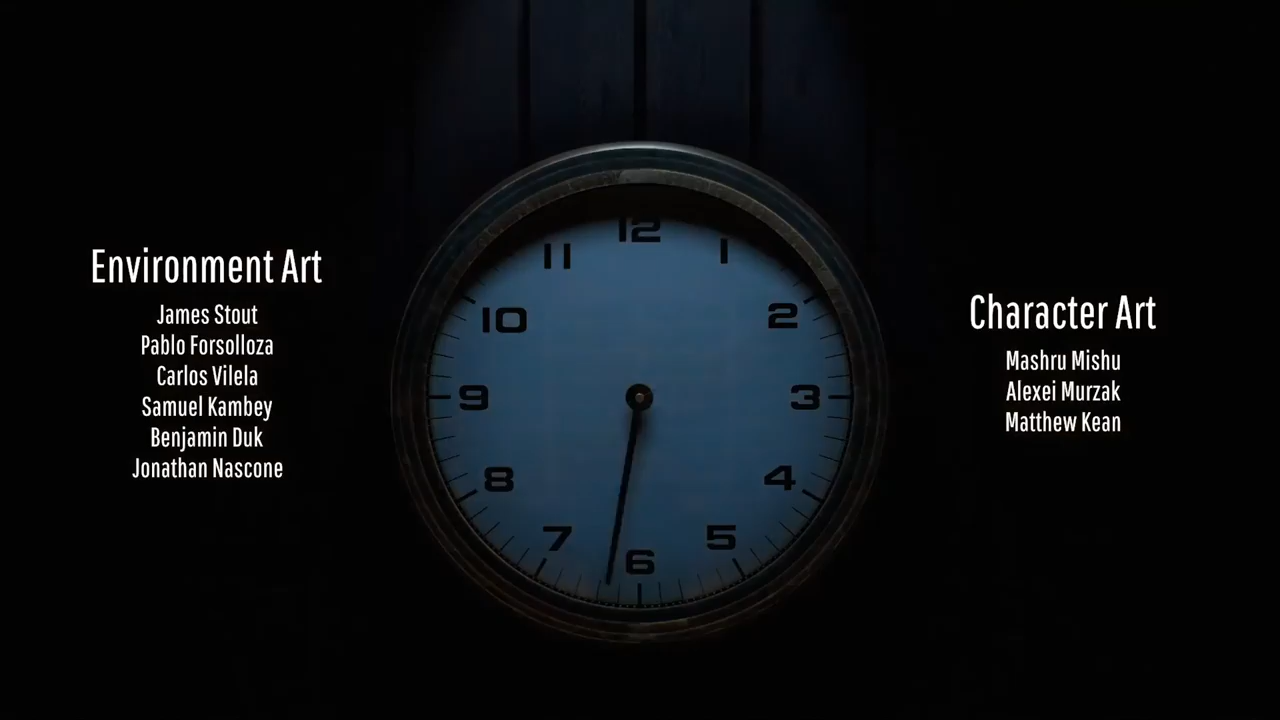 Environment Art
James Stout
Pablo Forsolloza
Carlos Vilela
Samuel Kambey
Benjamin Duk
Jonathan Nascone
12
11
1
10
2
9
3
8
4
7
5
6
Character Art
Mashru Mishu
Alexei Murzak
Matthew Kean